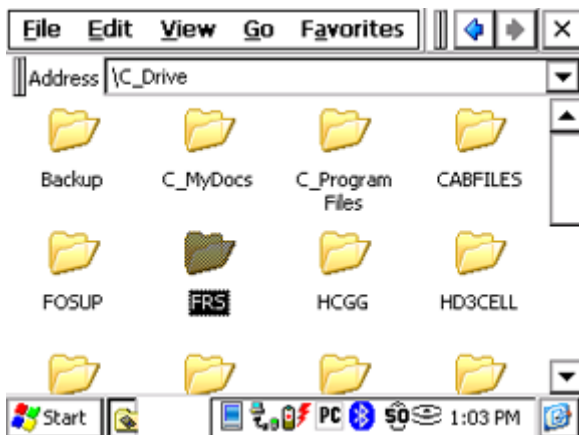 File Edit View Go Favorites
Address \C_Drive
Backup C_MyDocs C_Program Files CABFILES
FOSUP FRS HCGG HD3CELL
Start PC 50 1:03 PM